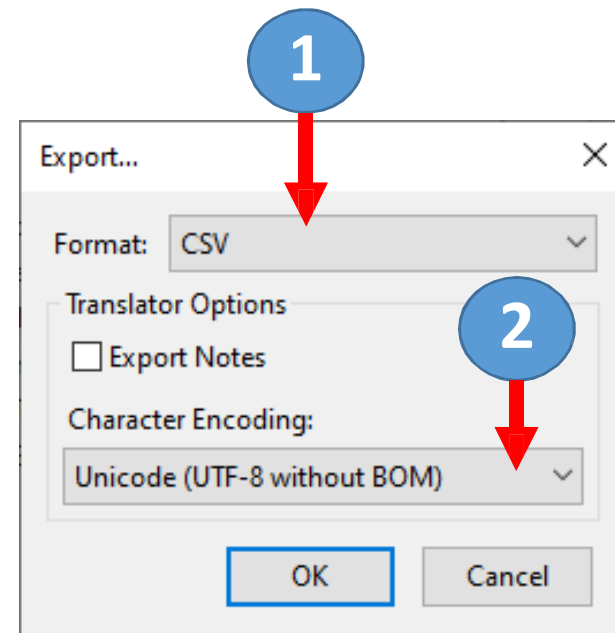 1
Export...
Format: CSV
Translator Options
2
Export Notes
Character Encoding:
Unicode (UTF-8 without BOM)
OK Cancel